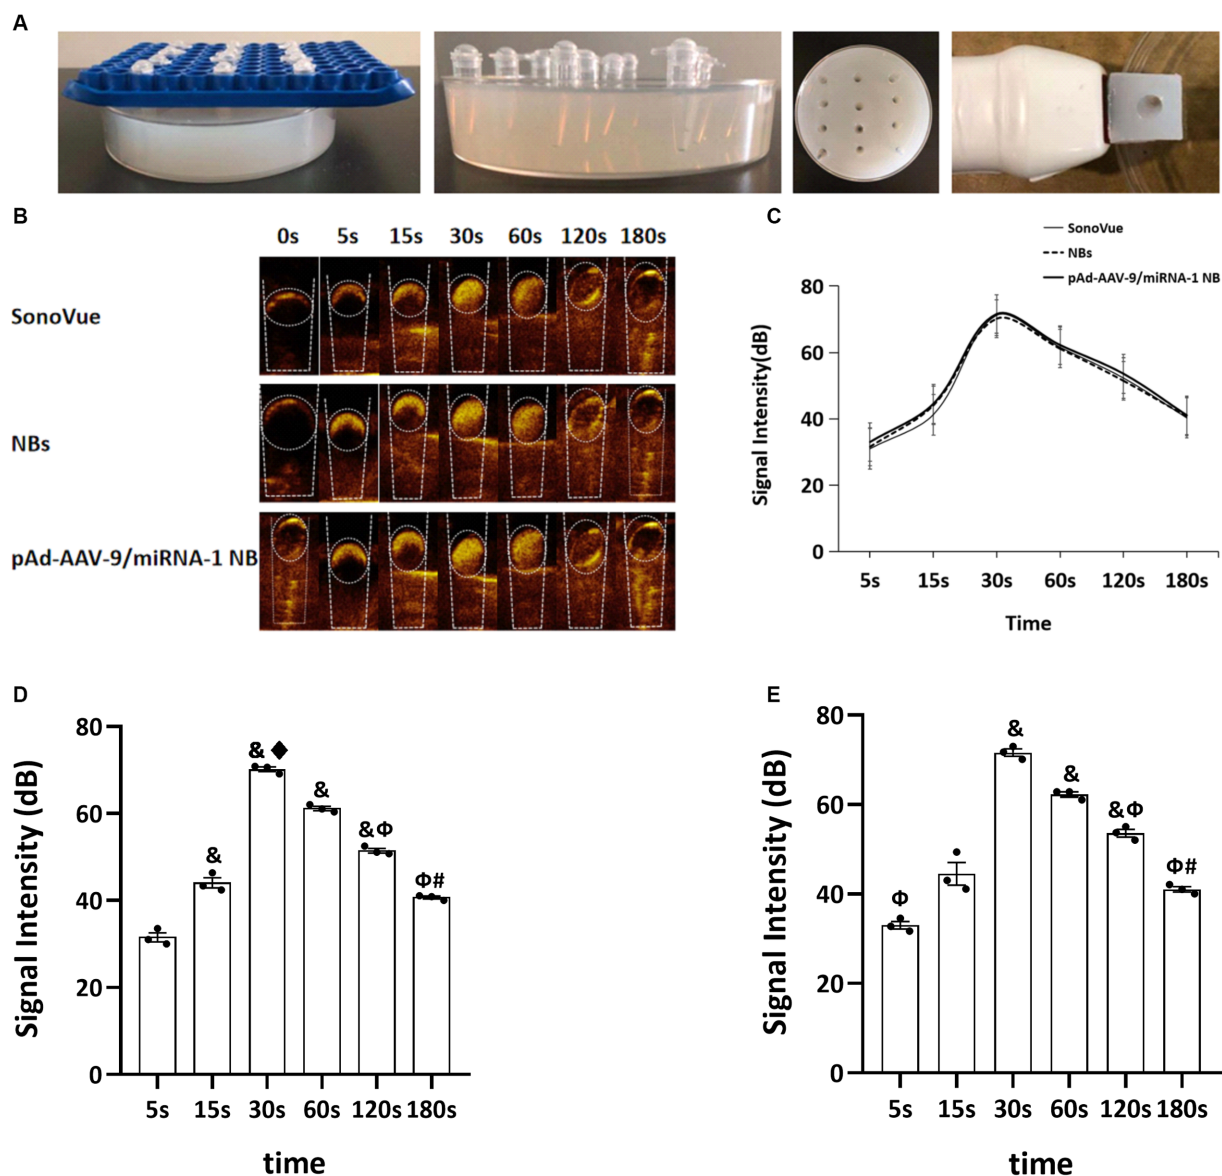 A
B
0s 5s 15s 30s 60s 120s 180s
SonoVue
NBs
pAd-AAV-9/miRNA-1 NB
C
SonoVue
NBs
pAd-AAV-9/miRNA-1 NB
Signal Intensity(dB)
80
60
40
20
0
5s 15s 30s 60s 120s 180s
Time
D
Signal Intensity (dB)
80
60
40
20
0
& ◆
&
&
&Φ
Φ#
5s 15s 30s 60s 120s 180s
time
E
Signal Intensity (dB)
80
60
40
20
0
&
&
&Φ
Φ#
Φ
5s 15s 30s 60s 120s 180s
time